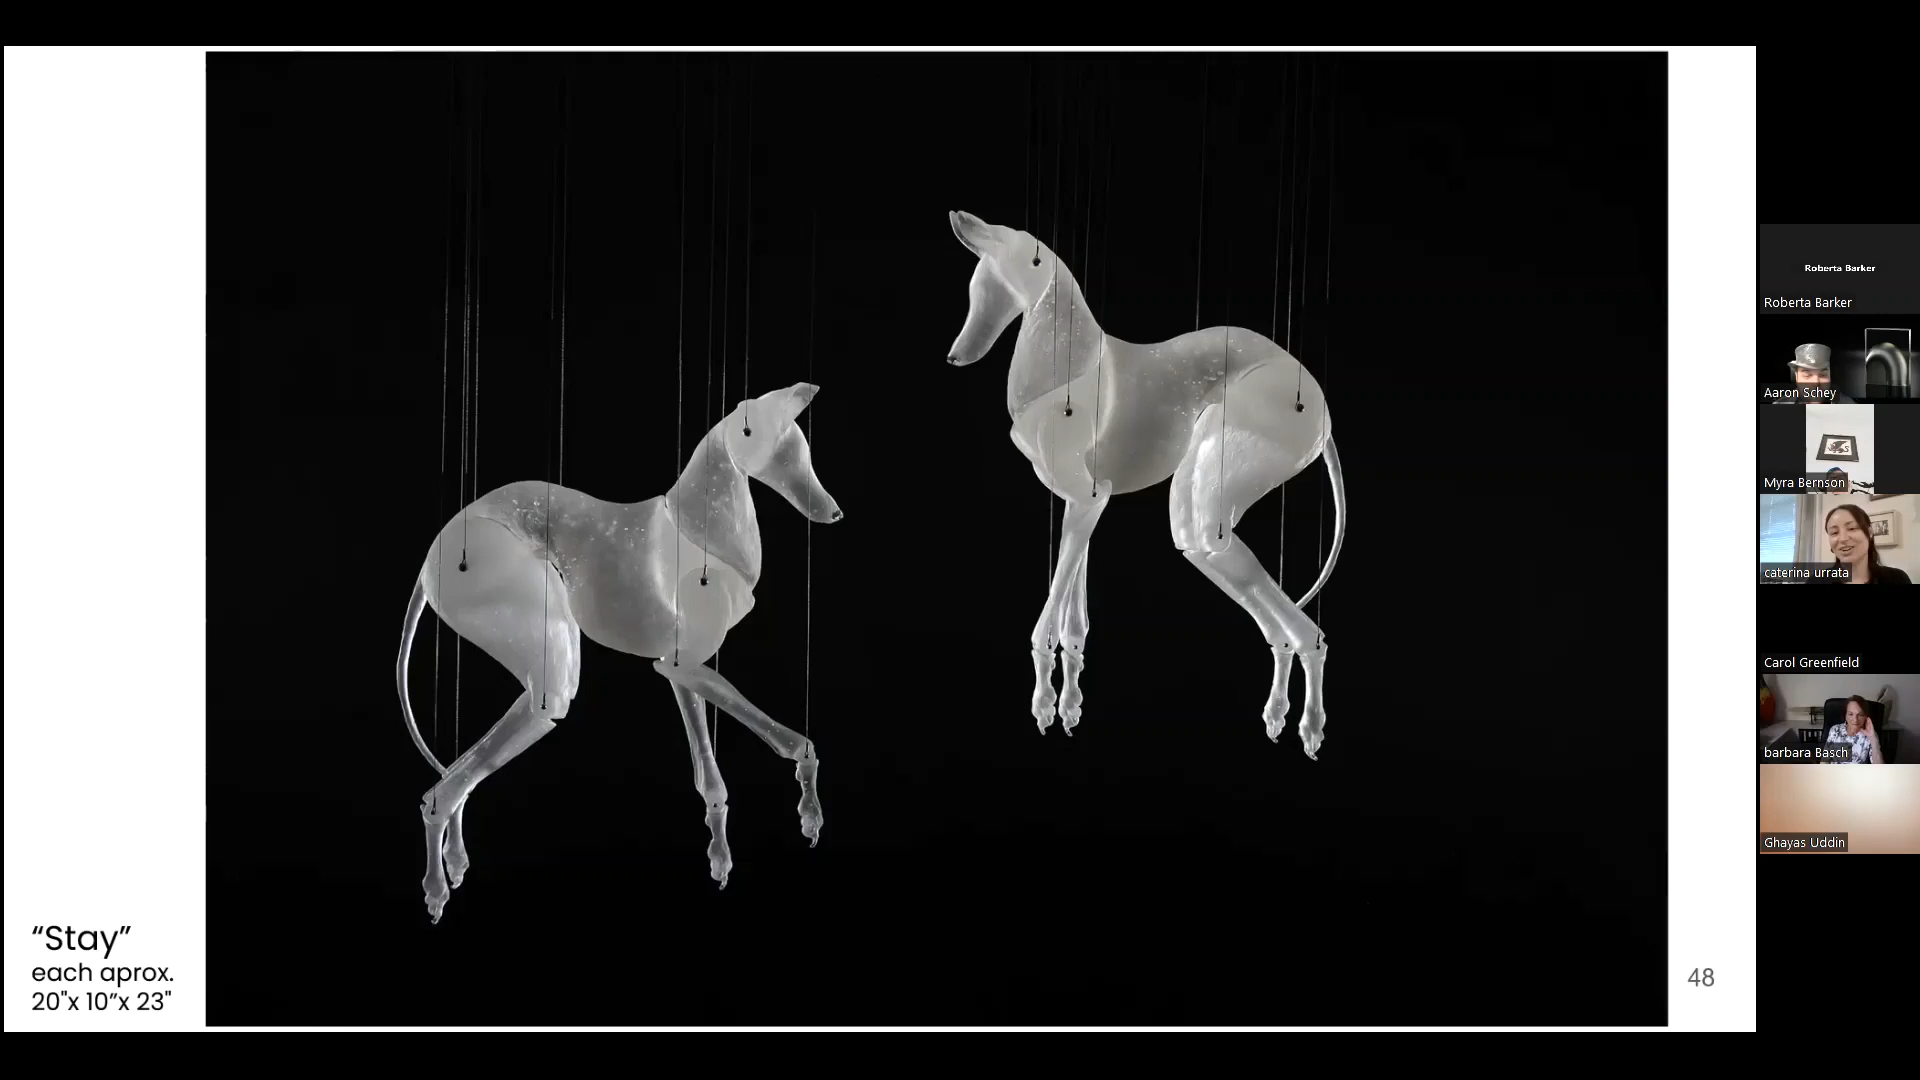 “Stay”
each aprox.
20"x 10”x 23"
48
Roberta Barker
Roberta Barker
Aaron Schey
Myra Bernson
caterina urrata
Carol Greenfield
barbara Basch
Ghayas Uddin